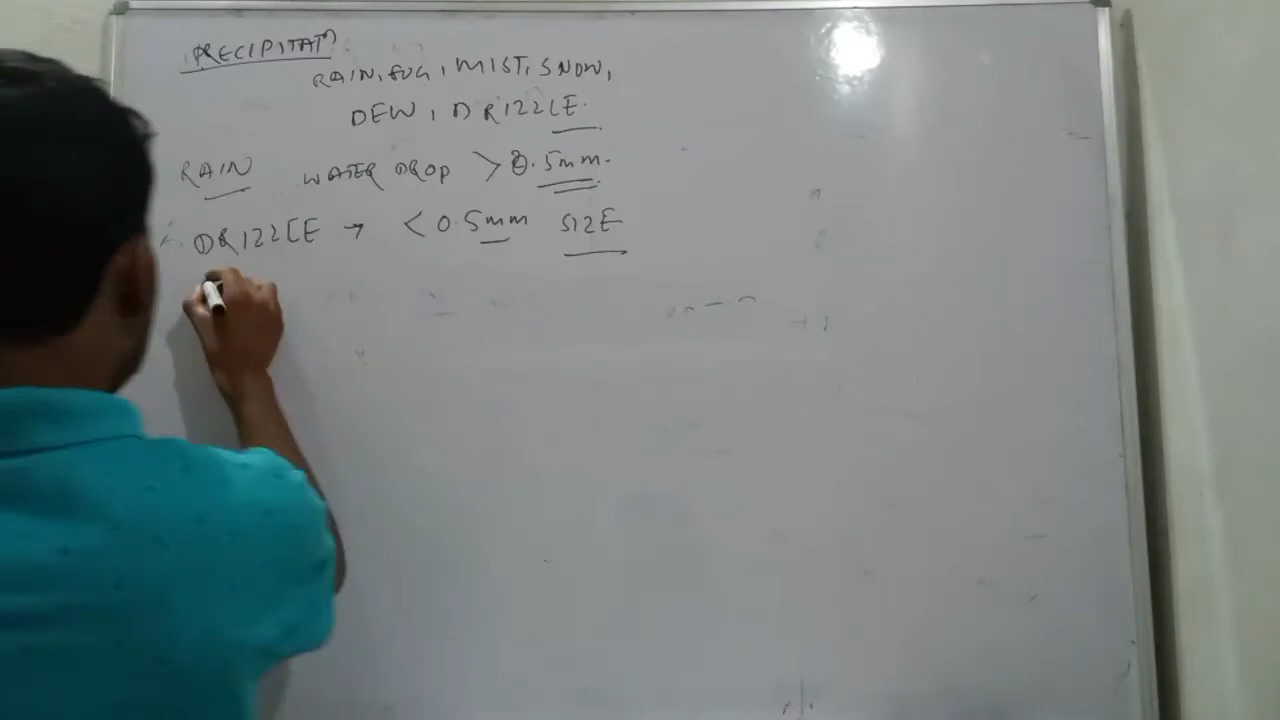 PRECIPITATn
RAIN, FOG, MIST, SNOW,
DEW, DRIZZLE.
RAIN WATER DROP > 0.5mm.
DRIZZLE → < 0.5mm SIZE